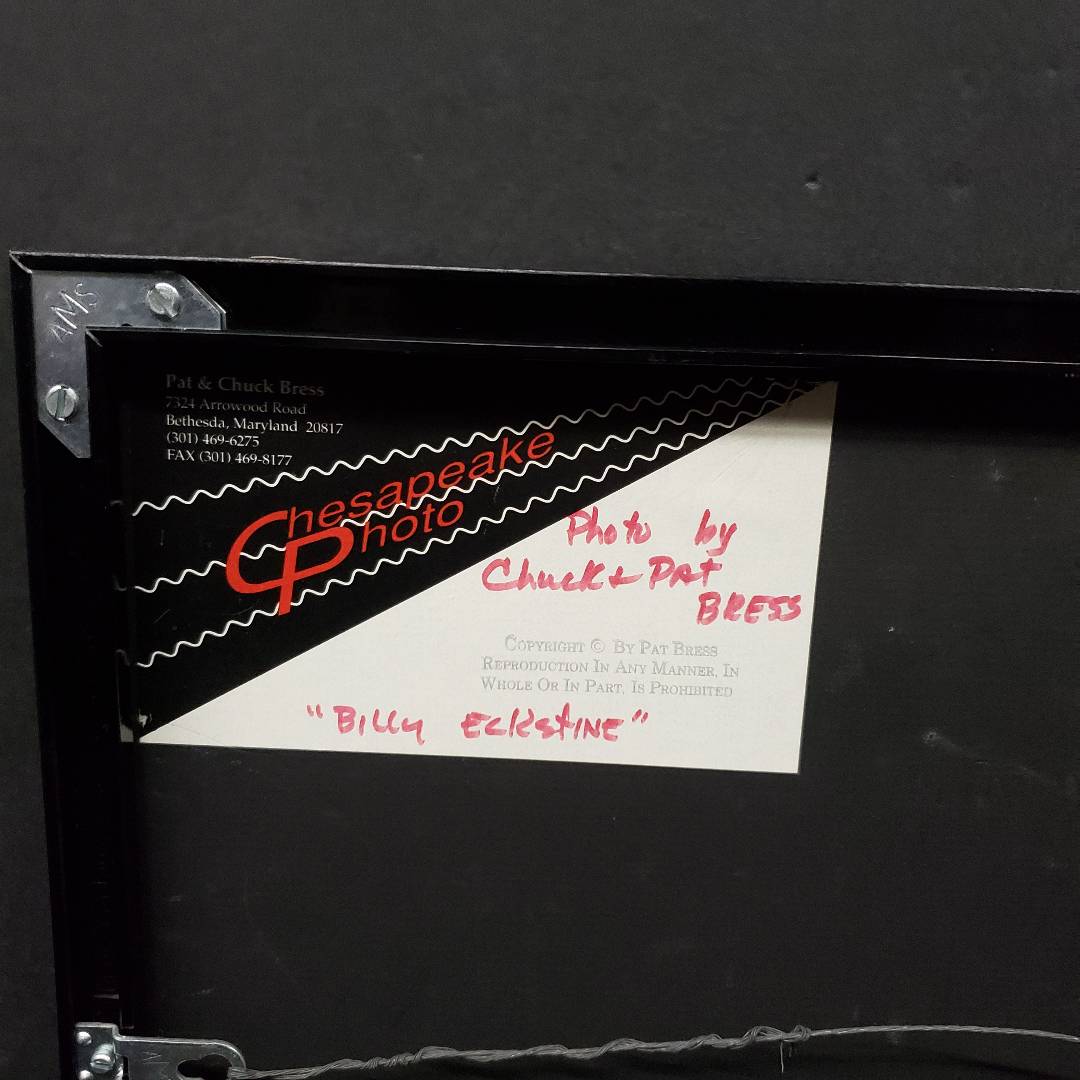 AMS
Pat & Chuck Bress
7324 Arrowood Road
Bethesda, Maryland 20817
(301) 469-6275
FAX (301) 469-8177
Chesapeake
Photo
Photo by
Chuck + Pat
BRESS
COPYRIGHT © BY PAT BRESS
REPRODUCTION IN ANY MANNER, IN
WHOLE OR IN PART, IS PROHIBITED
"Billy EckstINE"